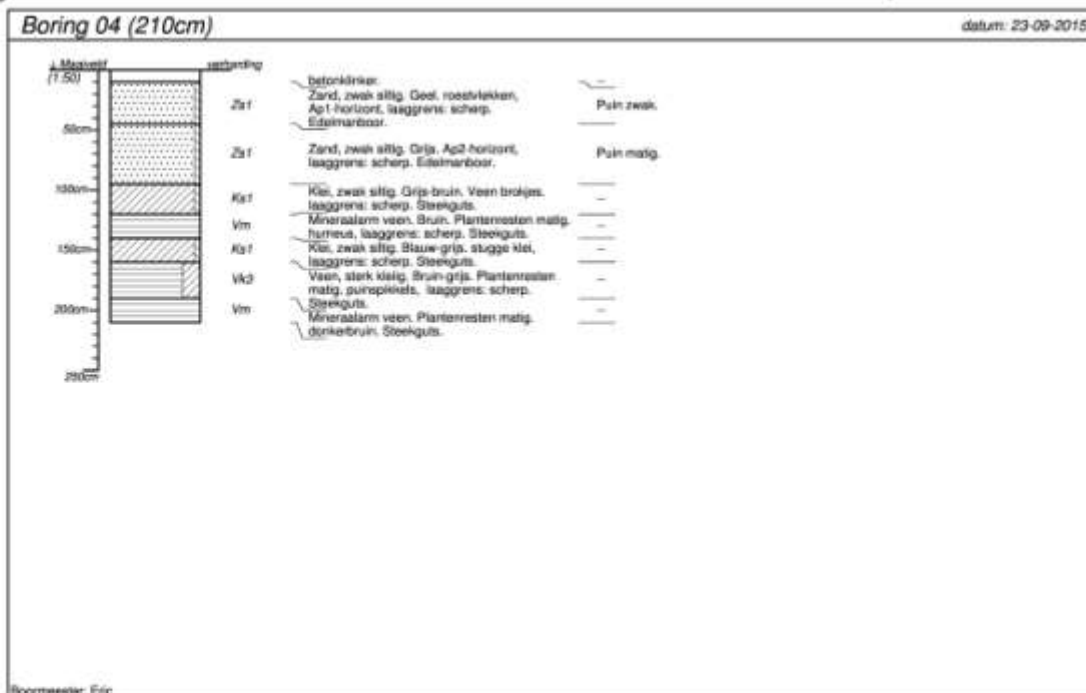 Boring 04 (210cm)
datum: 23-09-2015
Maaiveld
verharding
(1:50)
betonklinker.
–
Zs1
Zand, zwak siltig. Geel, roestvlekken,
Ap1-horizont, laaggrens: scherp.
Edelmanboor.
Puin zwak.
50cm
Zs1
Zand, zwak siltig. Grijs. Ap2-horizont,
laaggrens: scherp. Edelmanboor.
Puin matig.
100cm
Ks1
Klei, zwak siltig. Grijs-bruin. Veen brokjes.
laaggrens: scherp. Steekguts.
–
Vm
Mineraalarm veen. Bruin. Plantenresten matig.
humeus, laaggrens: scherp. Steekguts.
–
150cm
Ks1
Klei, zwak siltig. Blauw-grijs. stugge klei,
laaggrens: scherp. Steekguts.
–
Vk3
Veen, sterk kleiig. Bruin-grijs. Plantenresten
matig. puinspikkels, laaggrens: scherp.
Steekguts.
–
200cm
Vm
Mineraalarm veen. Plantenresten matig.
donkerbruin. Steekguts.
–
250cm
Boormeester: Eric